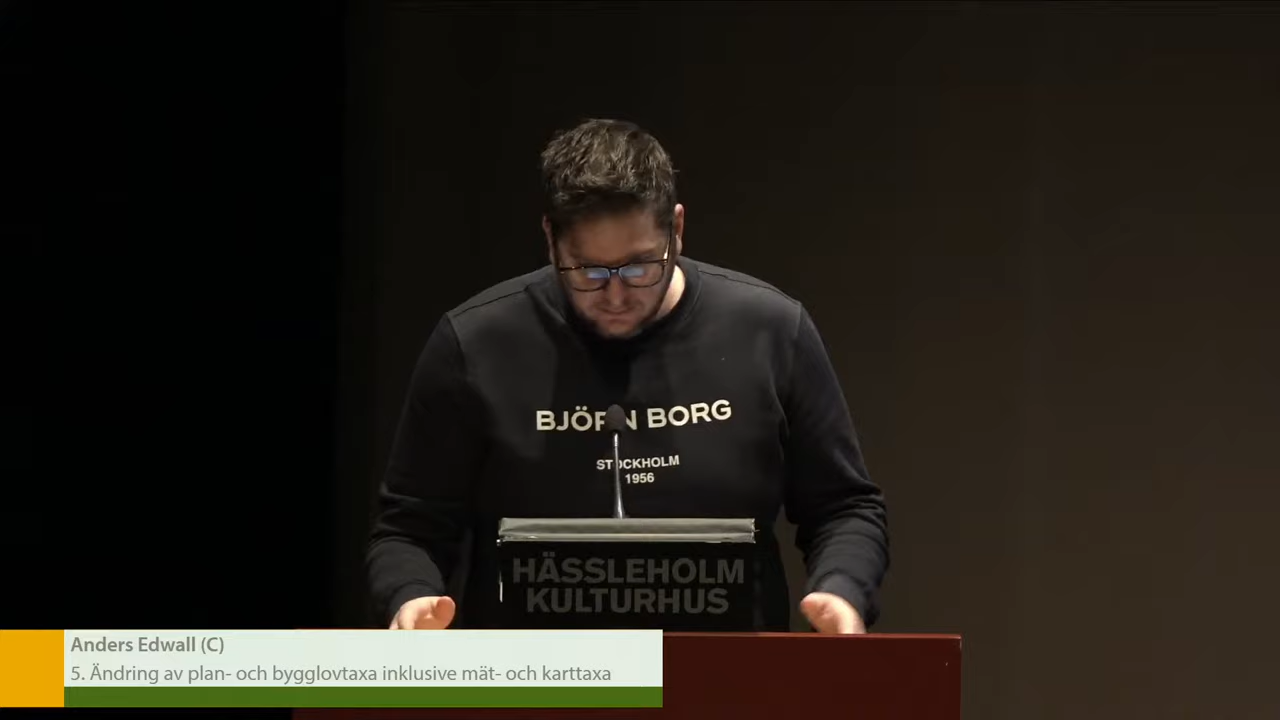 BJÖRN BORG
STOCKHOLM
1956
HÄSSLEHOLM
KULTURHUS
Anders Edwall (C)
5. Ändring av plan- och bygglovtaxa inklusive mät- och karttaxa